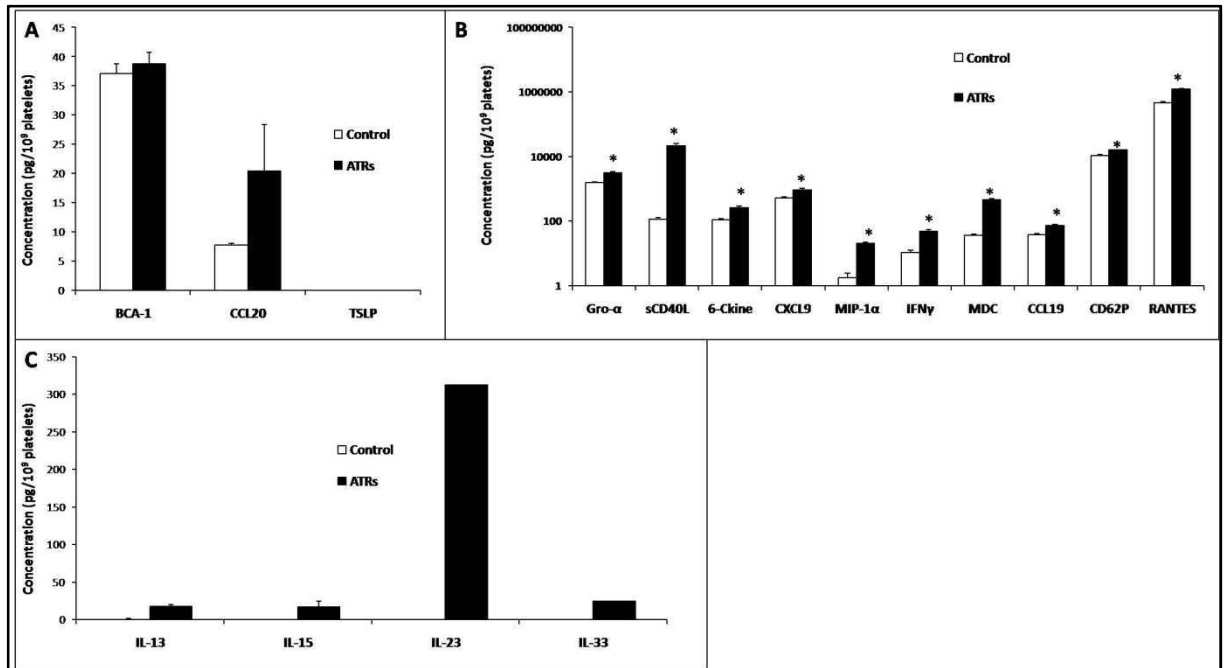 A
Concentration (pg/10⁹ platelets)
45
40
35
30
25
20
15
10
5
0
Control
ATRs
BCA-1 CCL20 TSLP
B
Concentration (pg/10⁹ platets)
100000000
1000000
10000
100
1
Control
ATRs
* * * * * * * * * *
Gro-α sCD40L 6-Ckine CXCL9 MIP-1α IFNγ MDC CCL19 CD62P RANTES
C
Concentration (pg/10⁹ platelets)
350
300
250
200
150
100
50
0
Control
ATRs
IL-13 IL-15 IL-23 IL-33